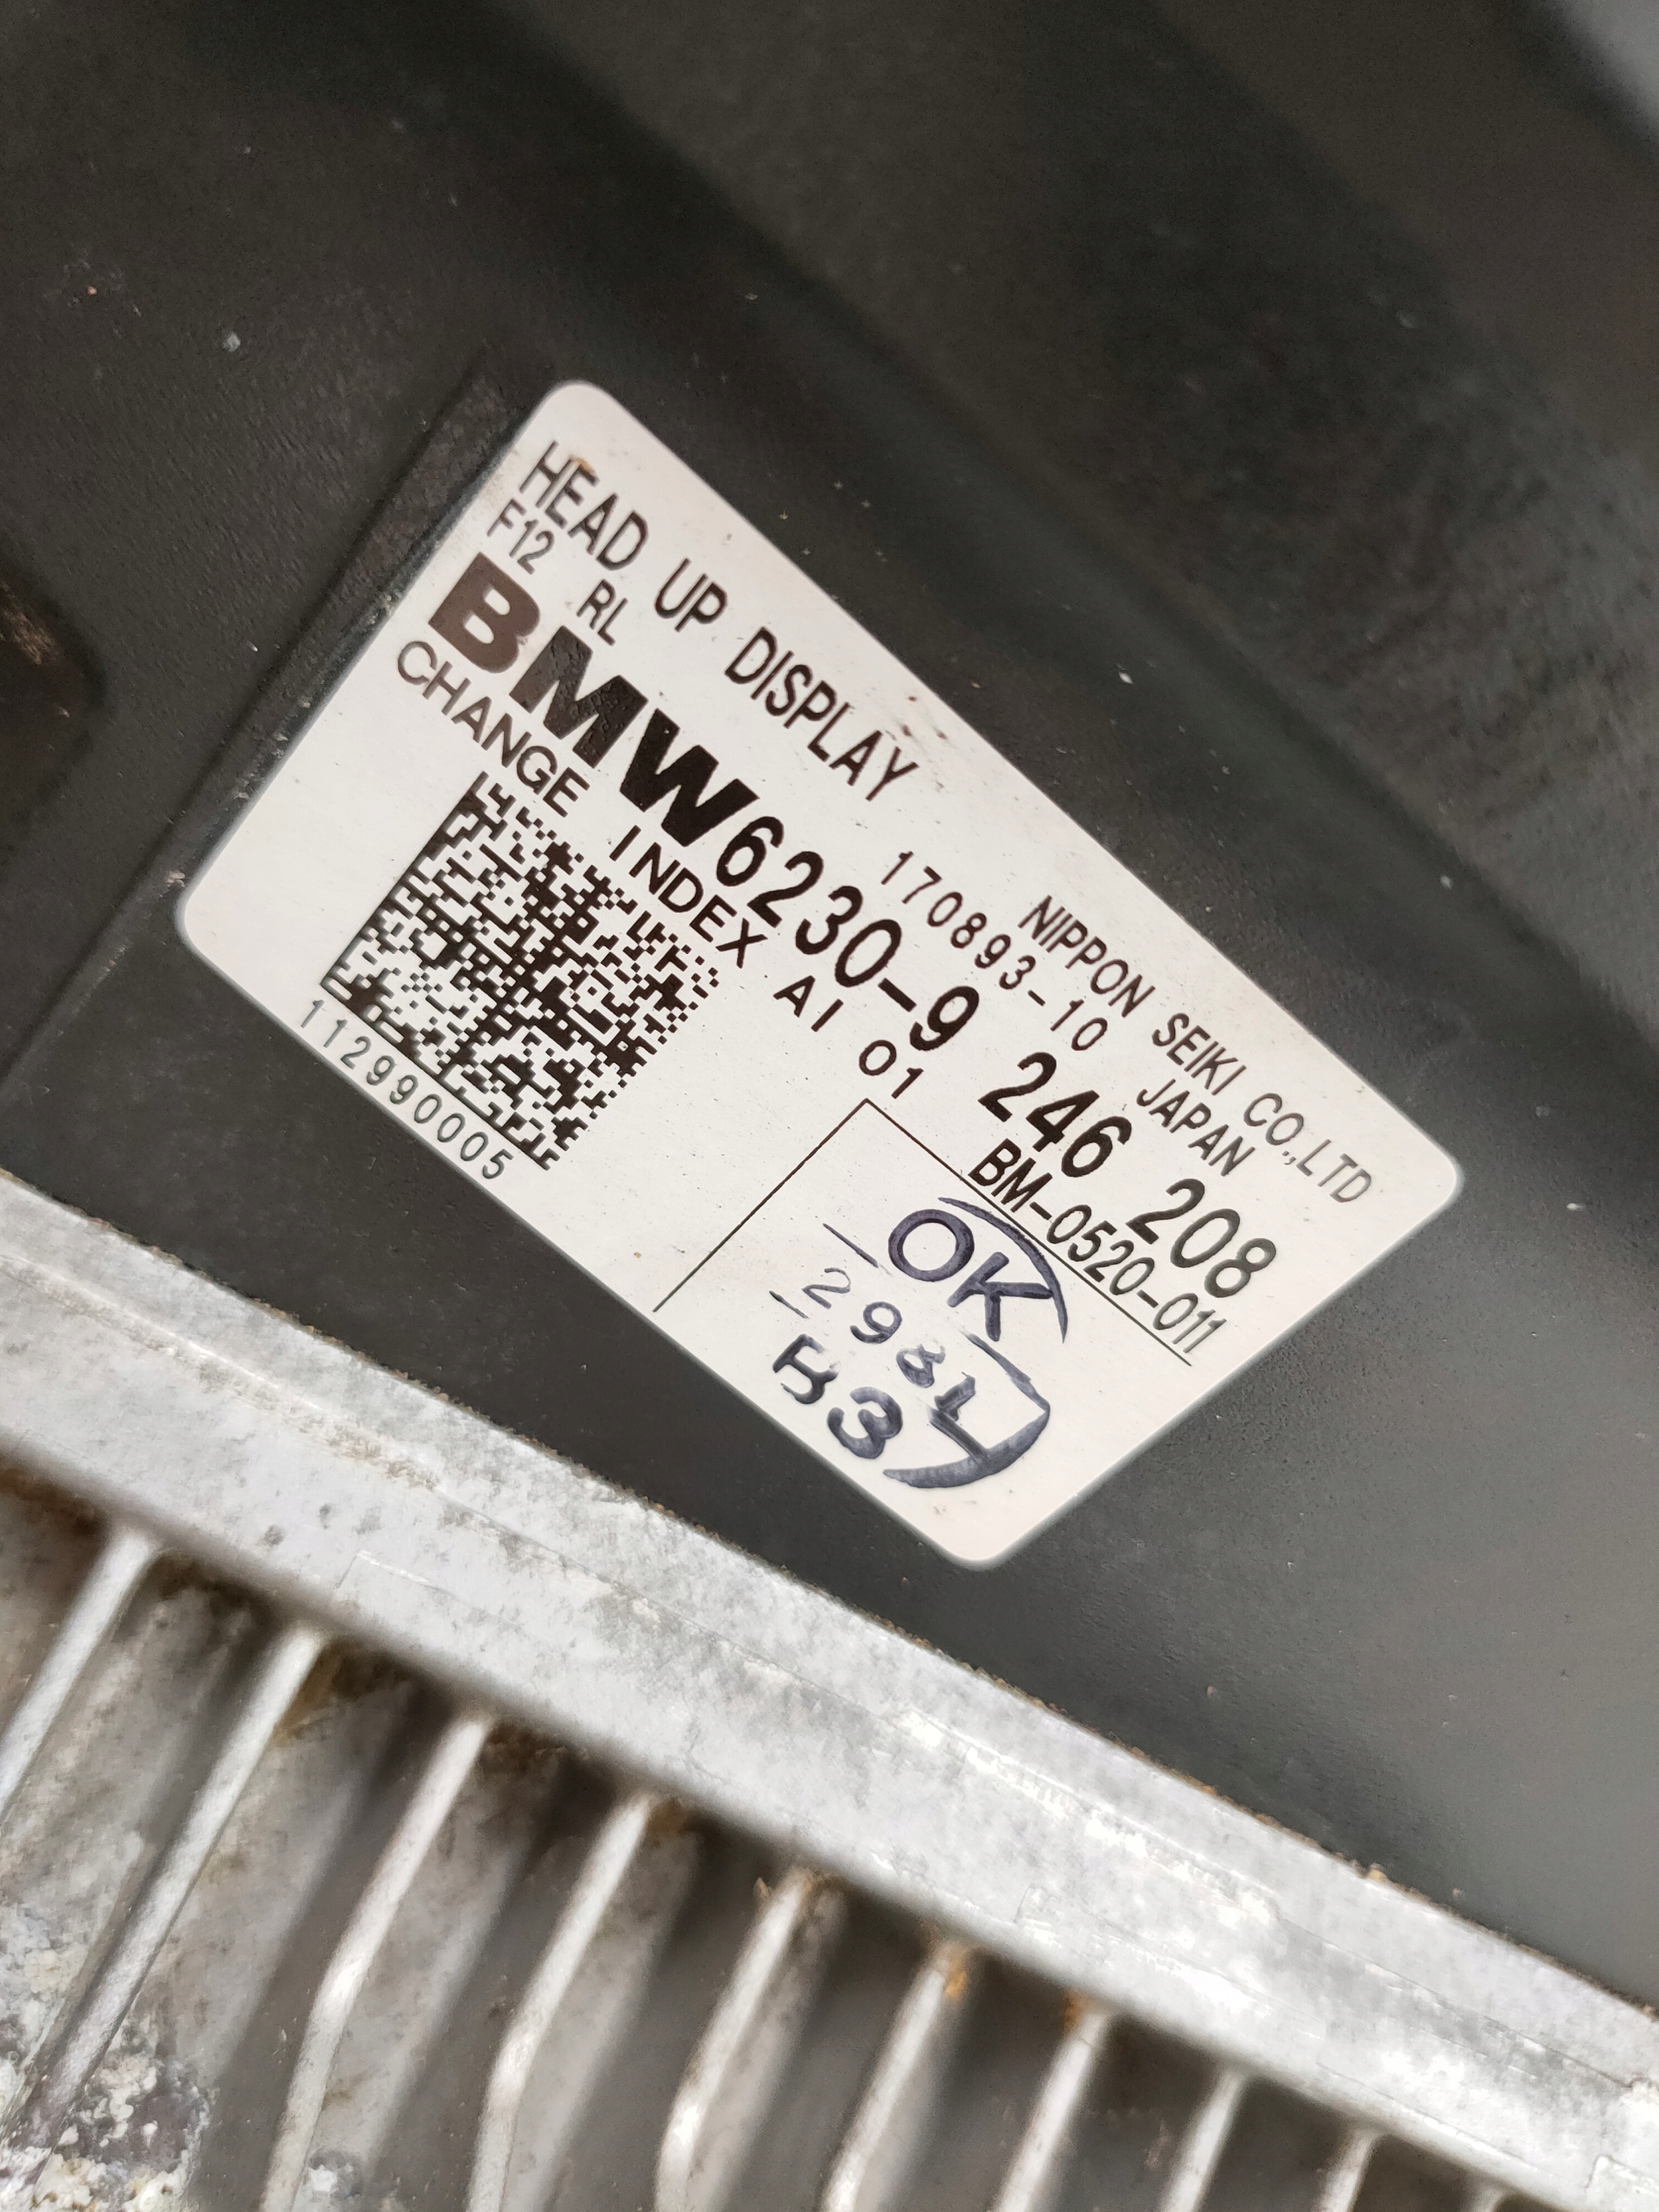 HEAD UP DISPLAY
NIPPON SEIKI CO.,LTD
F12 RL
170893-10 JAPAN
BMW6230-9 246 208
CHANGE INDEX AI 01
BM-0520-011
112990005
OK
B3